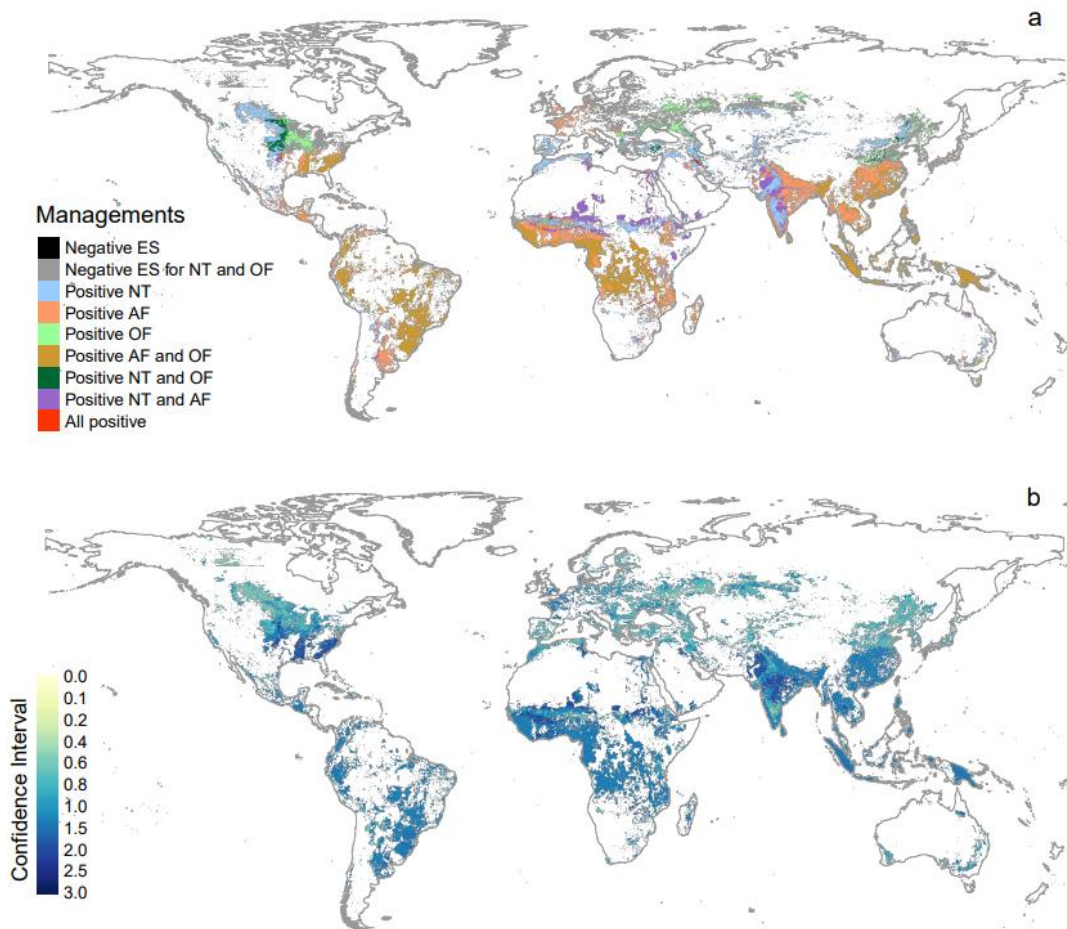 a
Managements
Negative ES
Negative ES for NT and OF
Positive NT
Positive AF
Positive OF
Positive AF and OF
Positive NT and OF
Positive NT and AF
All positive
b
Confidence Interval
0.0
0.1
0.2
0.4
0.6
0.8
1.0
1.5
2.0
2.5
3.0